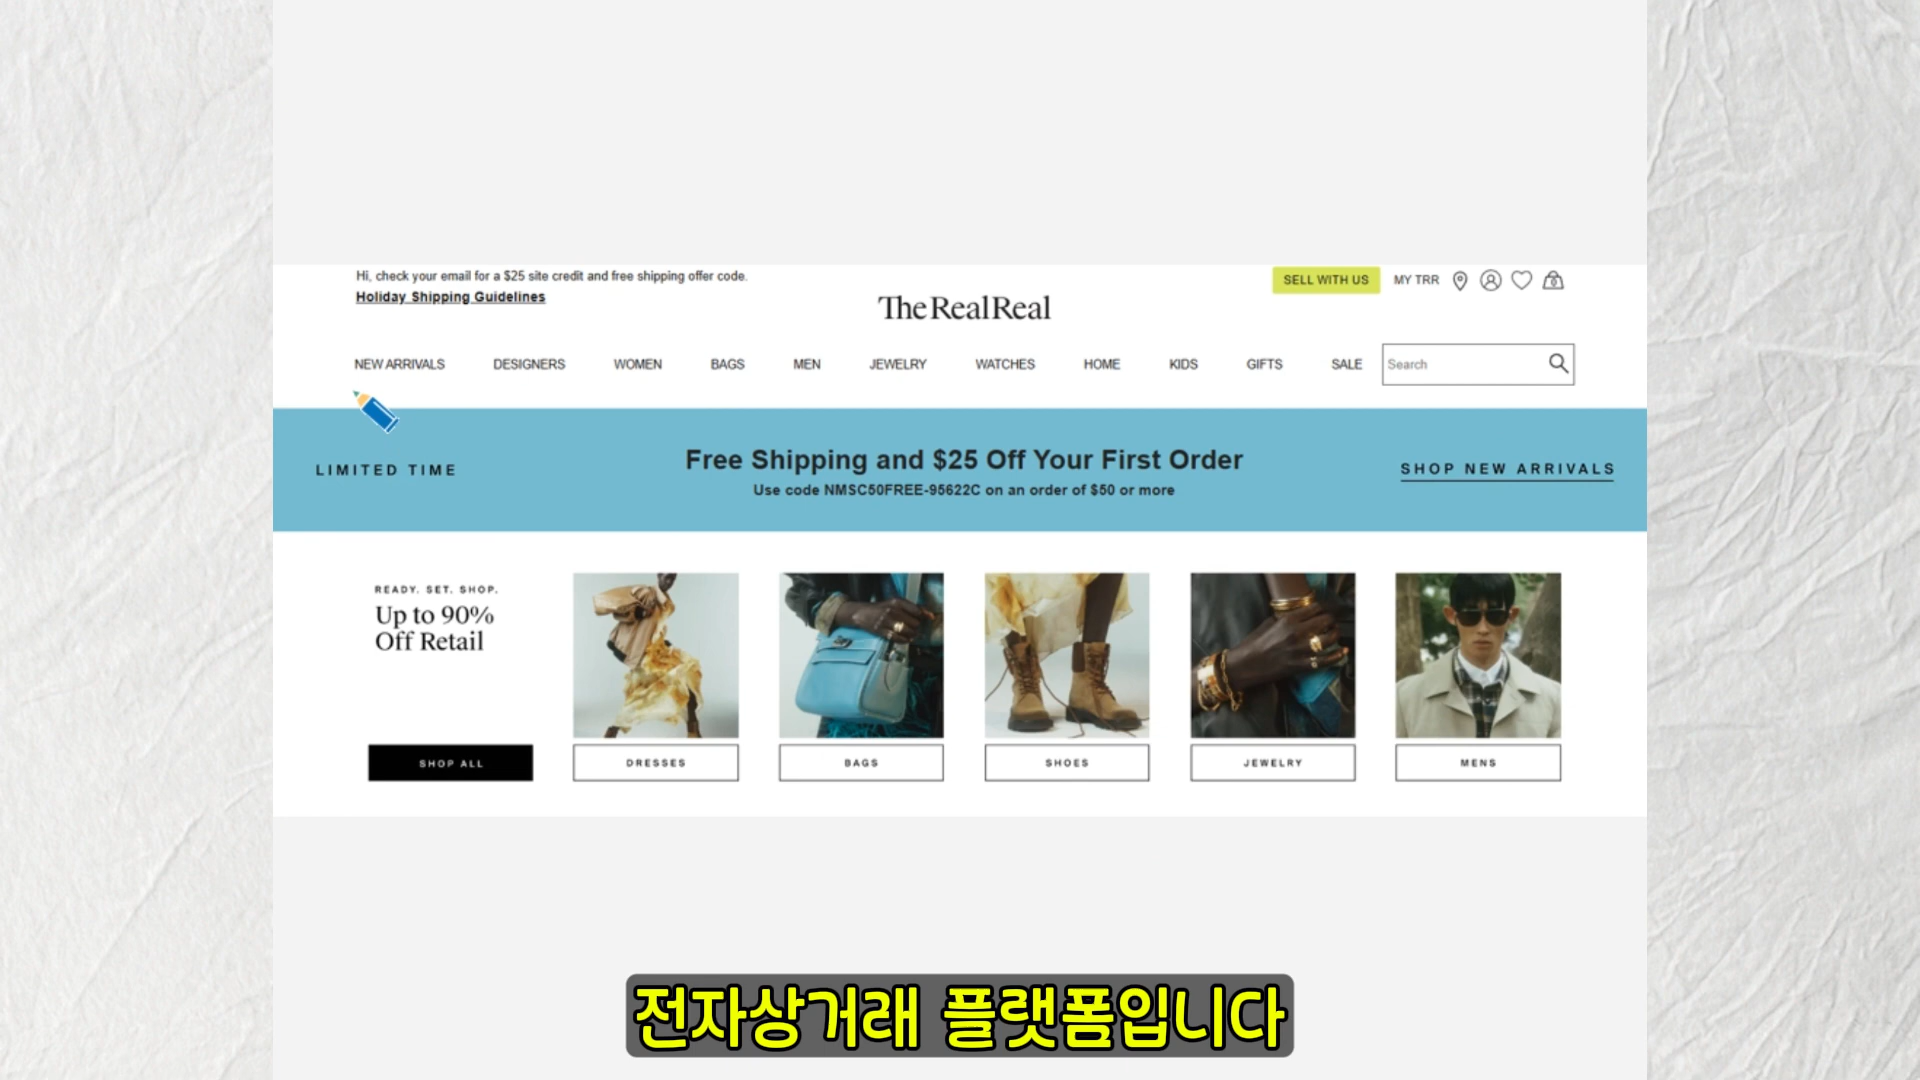 Hi, check your email for a $25 site credit and free shipping offer code.
Holiday Shipping Guidelines
The RealReal
SELL WITH US
MY TRR
0
NEW ARRIVALS
DESIGNERS
WOMEN
BAGS
MEN
JEWELRY
WATCHES
HOME
KIDS
GIFTS
SALE
Search
LIMITED TIME
Free Shipping and $25 Off Your First Order
Use code NMSC50FREE-95622C on an order of $50 or more
SHOP NEW ARRIVALS
READY. SET. SHOP.
Up to 90%
Off Retail
SHOP ALL
DRESSES
BAGS
SHOES
JEWELRY
MENS
전자상거래 플랫폼입니다